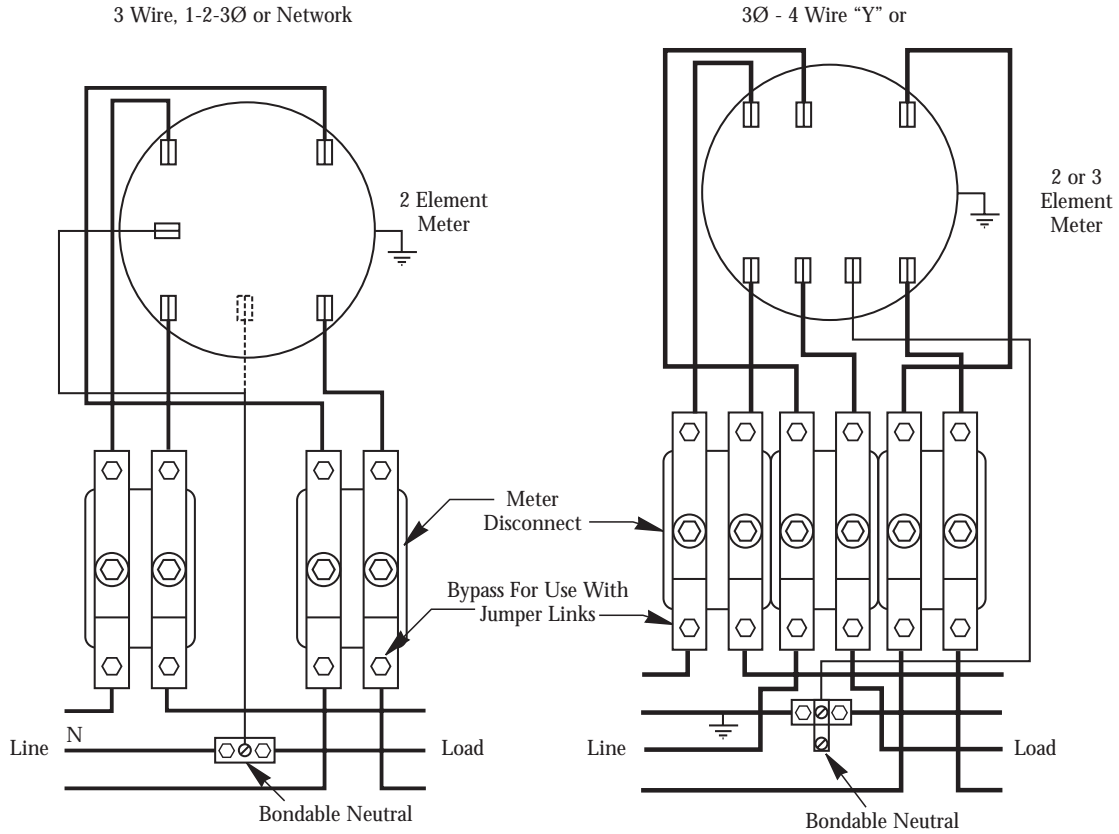 3 Wire, 1-2-3Ø or Network
3Ø - 4 Wire “Y” or
2 Element
Meter
2 or 3
Element
Meter
Meter
Disconnect
Bypass For Use With
Jumper Links
N
Line
Load
Bondable Neutral
Line
Load
Bondable Neutral